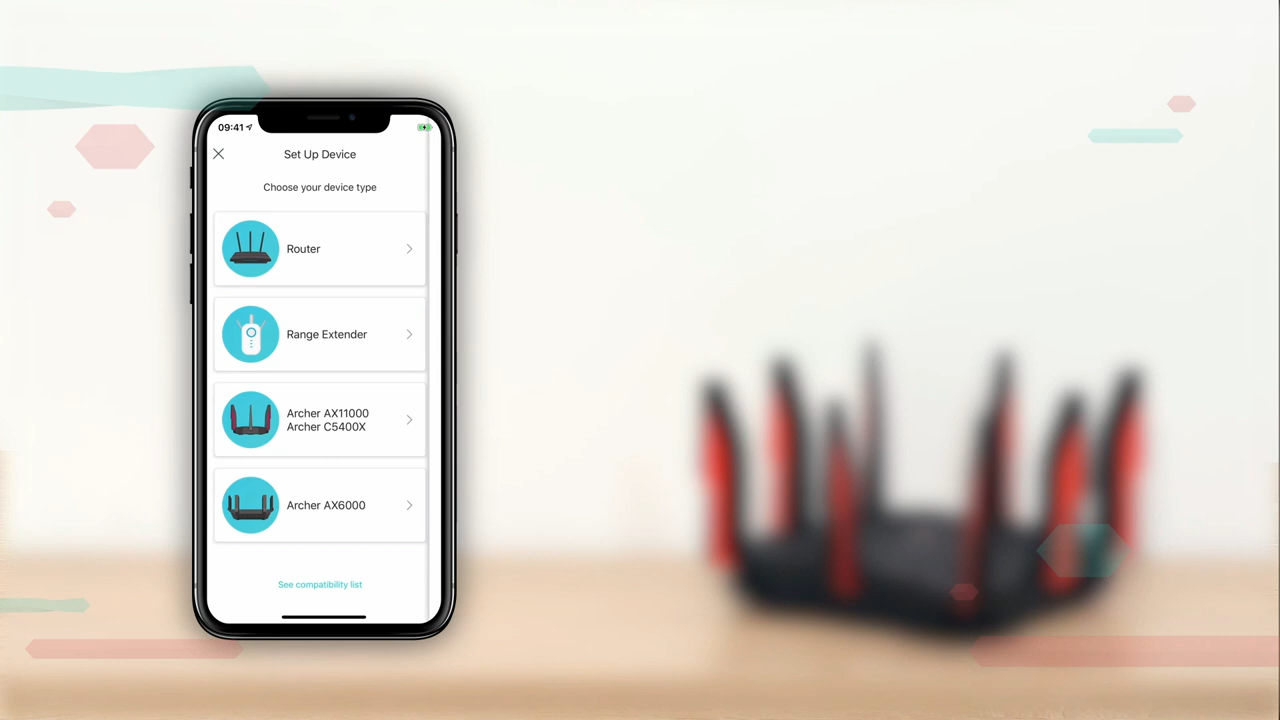 09:41
Set Up Device
Choose your device type
Router
Range Extender
Archer AX11000
Archer C5400X
Archer AX6000
See compatibility list